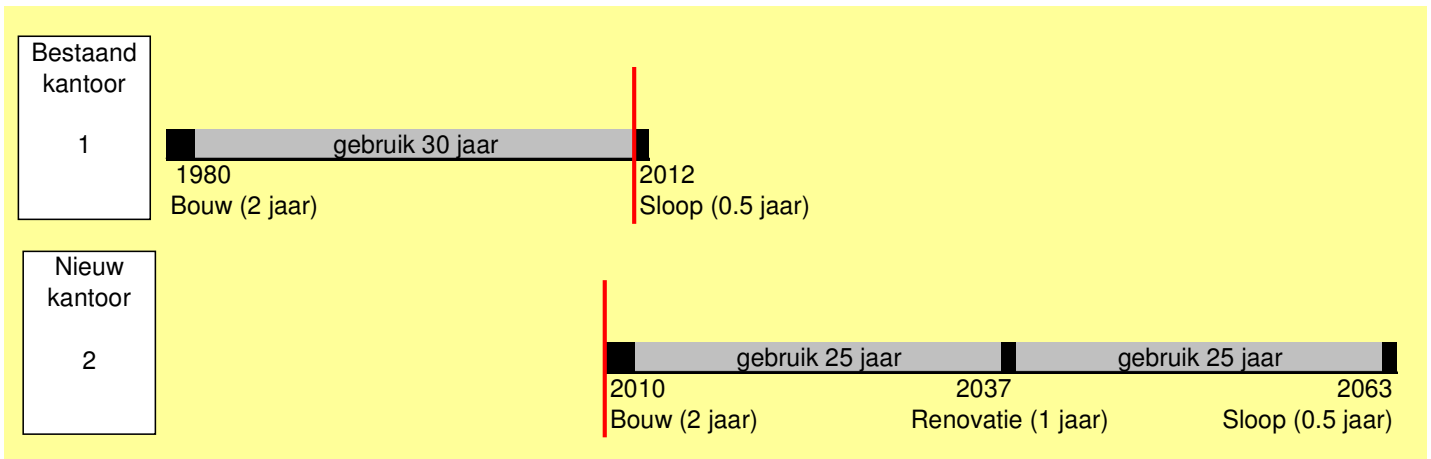 Bestaand
kantoor
1
gebruik 30 jaar
1980
2012
Bouw (2 jaar)
Sloop (0.5 jaar)
Nieuw
kantoor
2
gebruik 25 jaar
gebruik 25 jaar
2010
2037
2063
Bouw (2 jaar)
Renovatie (1 jaar)
Sloop (0.5 jaar)